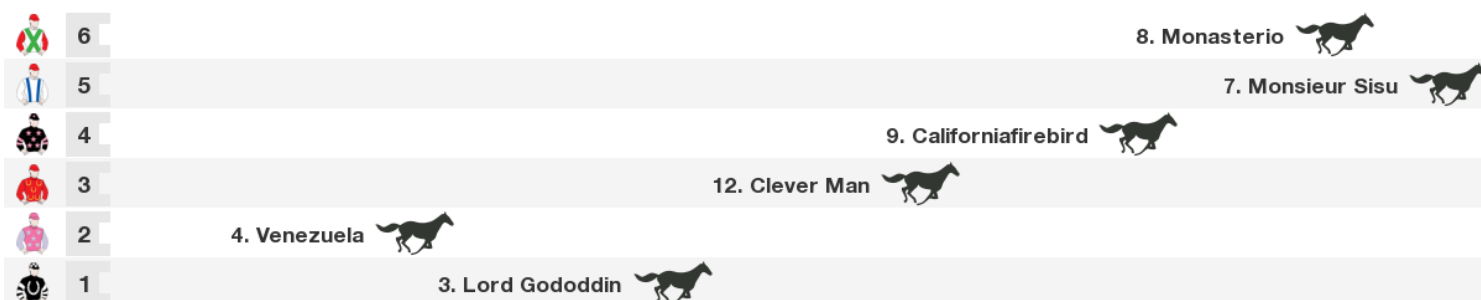 6 8. Monasterio
5 7. Monsieur Sisu
4 9. Californiafirebird
3 12. Clever Man
2 4. Venezuela
1 3. Lord Gododdin